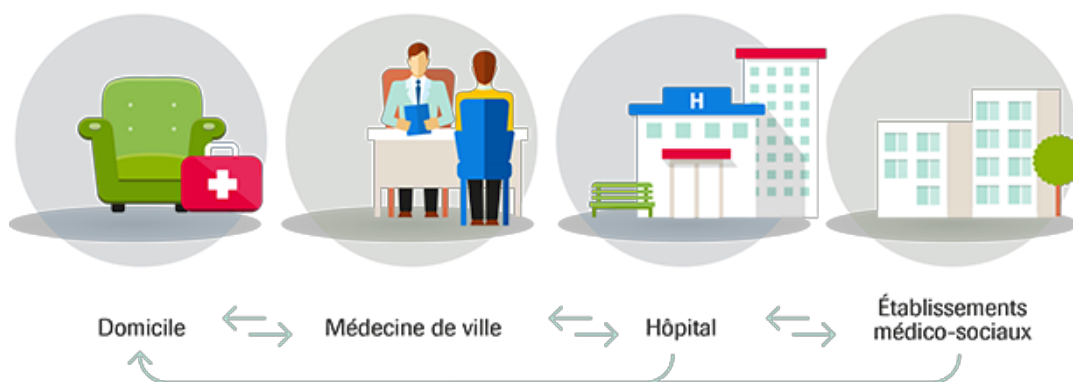 H
Domicile
Médecine de ville
Hôpital
Établissements
médico-sociaux